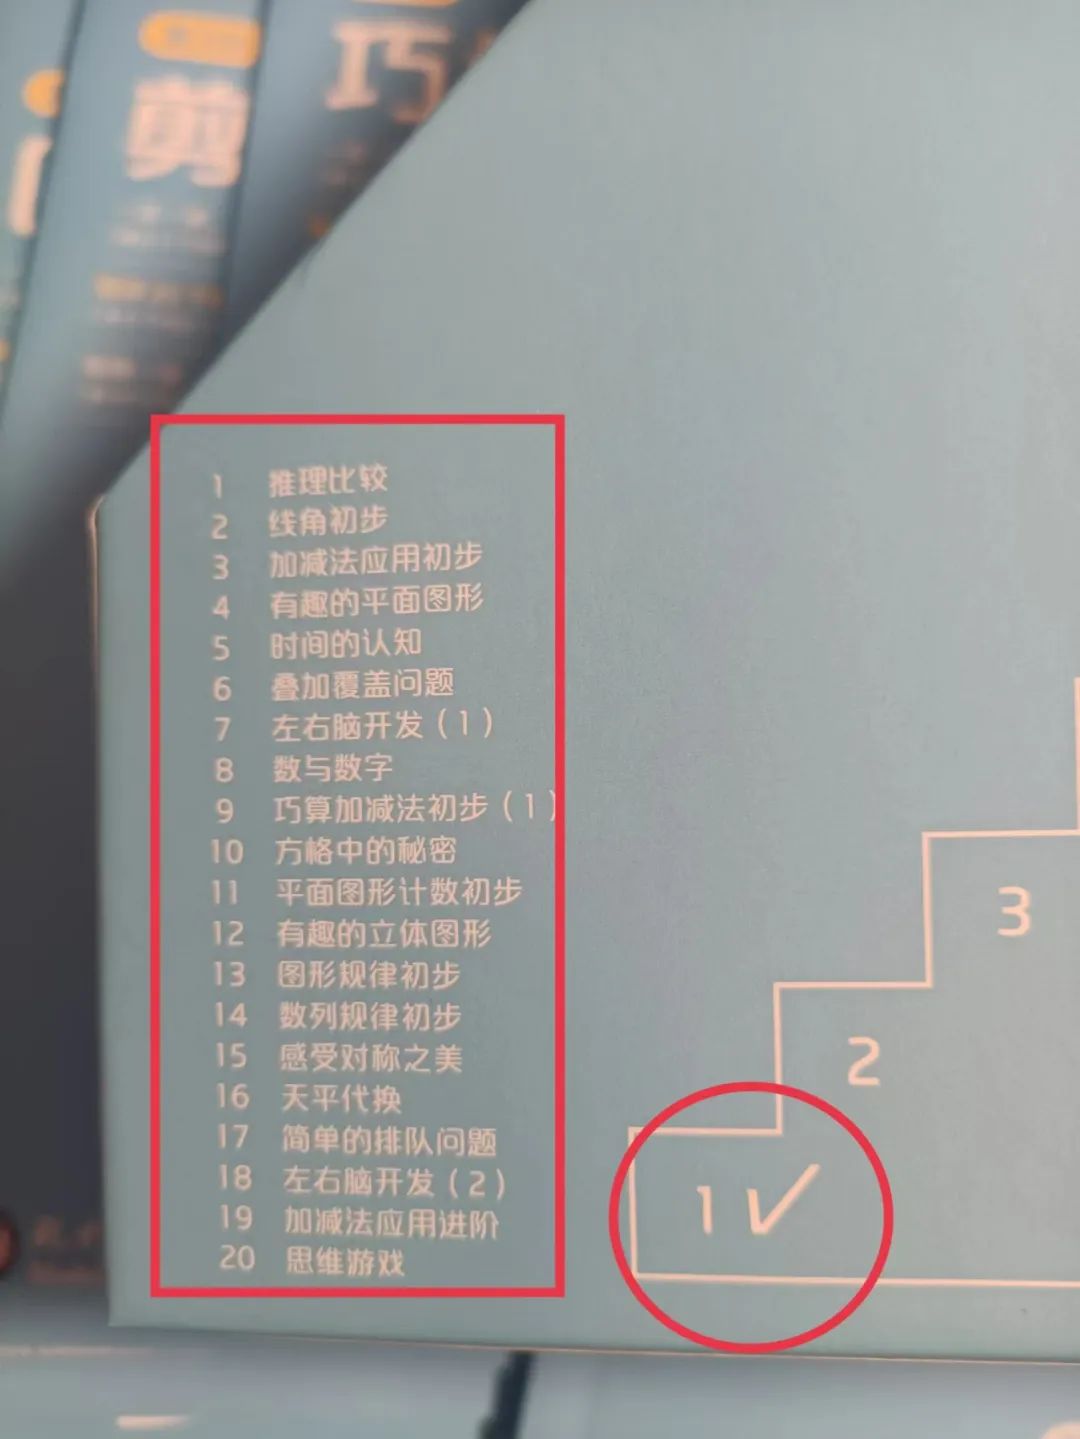 剪
巧
1 推理比较
2 线角初步
3 加减法应用初步
4 有趣的平面图形
5 时间的认知
6 叠加覆盖问题
7 左右脑开发（1）
8 数与数字
9 巧算加减法初步（1）
10 方格中的秘密
11 平面图形计数初步
12 有趣的立体图形
13 图形规律初步
14 数列规律初步
15 感受对称之美
16 天平代换
17 简单的排队问题
18 左右脑开发（2）
19 加减法应用进阶
20 思维游戏
3
2
1✓